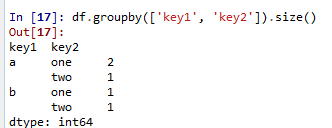 In [17]: df.groupby(['key1', 'key2']).size()
Out[17]:
key1  key2
a     one     2
      two     1
b     one     1
      two     1
dtype: int64